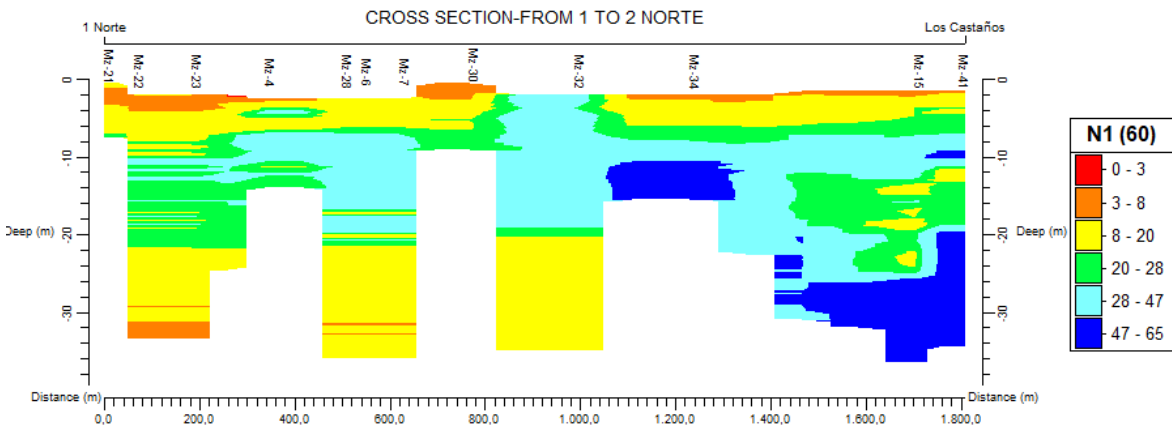 CROSS SECTION-FROM 1 TO 2 NORTE
1 Norte
Los Castaños
Mz-21
Mz-22
Mz-23
Mz-4
Mz-28
Mz-6
Mz-7
Mz-30
Mz-32
Mz-34
Mz-15
Mz-41
0
-10
-20
-30
Deep (m)
0
-10
-20
-30
Deep (m)
N1 (60)
0 - 3
3 - 8
8 - 20
20 - 28
28 - 47
47 - 65
Distance (m)
Distance (m)
0,0
200,0
400,0
600,0
800,0
1.000,0
1.200,0
1.400,0
1.600,0
1.800,0